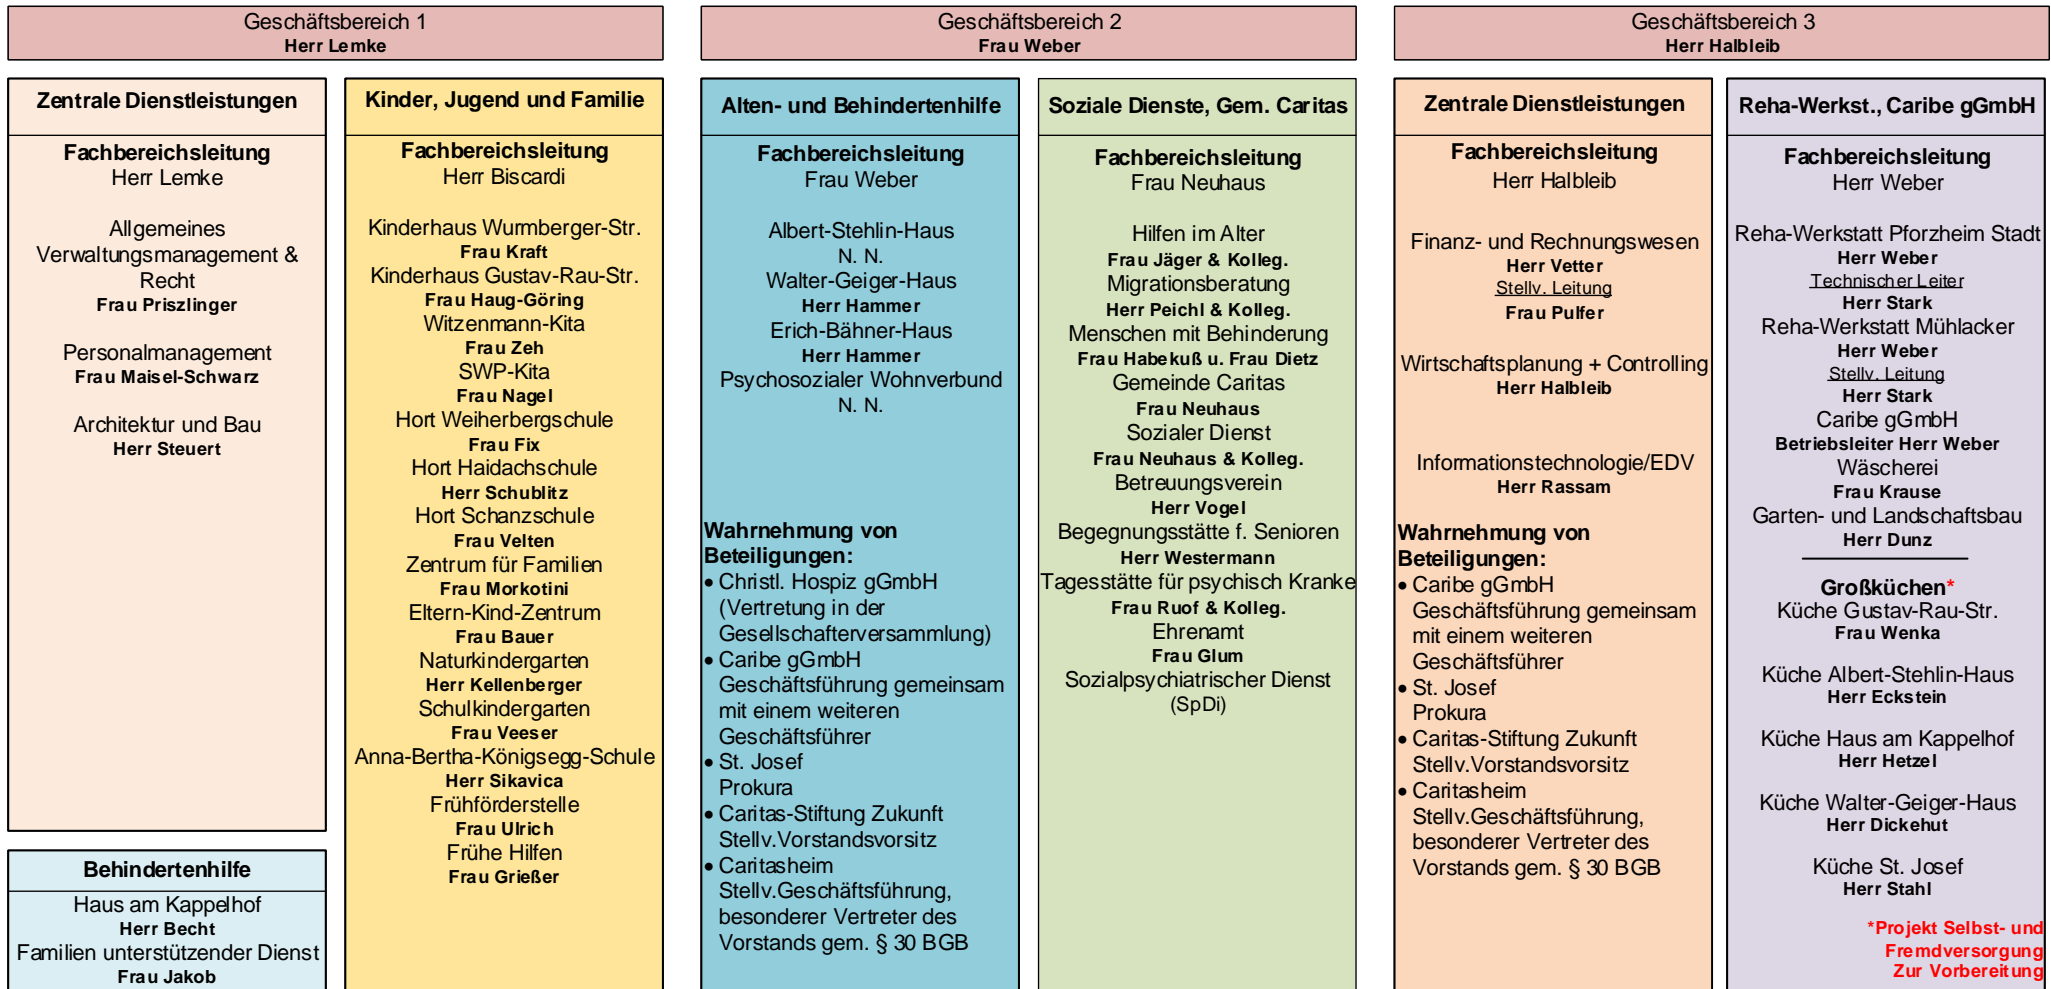 Geschäftsbereich 1
Herr Lemke
Zentrale Dienstleistungen
Fachbereichsleitung
Herr Lemke
Allgemeines
Verwaltungsmanagement &
Recht
Frau Priszlinger
Personalmanagement
Frau Maisel-Schwarz
Architektur und Bau
Herr Steuert
Behindertenhilfe
Haus am Kappelhof
Herr Becht
Familien unterstützender Dienst
Frau Jakob
Kinder, Jugend und Familie
Fachbereichsleitung
Herr Biscardi
Kinderhaus Wurmberger-Str.
Frau Kraft
Kinderhaus Gustav-Rau-Str.
Frau Haug-Göring
Witzenmann-Kita
Frau Zeh
SWP-Kita
Frau Nagel
Hort Weiherbergschule
Frau Fix
Hort Haidachschule
Herr Schublitz
Hort Schanzschule
Frau Velten
Zentrum für Familien
Frau Morkotini
Eltern-Kind-Zentrum
Frau Bauer
Naturkindergarten
Herr Kellenberger
Schulkindergarten
Frau Veeser
Anna-Bertha-Königsegg-Schule
Herr Sikavica
Frühförderstelle
Frau Ulrich
Frühe Hilfen
Frau Grießer
Geschäftsbereich 2
Frau Weber
Alten- und Behindertenhilfe
Fachbereichsleitung
Frau Weber
Albert-Stehlin-Haus
N. N.
Walter-Geiger-Haus
Herr Hammer
Erich-Bähner-Haus
Herr Hammer
Psychosozialer Wohnverbund
N. N.
Wahrnehmung von
Beteiligungen:
• Christl. Hospiz gGmbH
(Vertretung in der
Gesellschafterversammlung)
• Caribe gGmbH
Geschäftsführung gemeinsam
mit einem weiteren
Geschäftsführer
• St. Josef
Prokura
• Caritas-Stiftung Zukunft
Stellv.Vorstandsvorsitz
• Caritasheim
Stellv.Geschäftsführung,
besonderer Vertreter des
Vorstands gem. § 30 BGB
Soziale Dienste, Gem. Caritas
Fachbereichsleitung
Frau Neuhaus
Hilfen im Alter
Frau Jäger & Kolleg.
Migrationsberatung
Herr Peichl & Kolleg.
Menschen mit Behinderung
Frau Habekuß u. Frau Dietz
Gemeinde Caritas
Frau Neuhaus
Sozialer Dienst
Frau Neuhaus & Kolleg.
Betreuungsverein
Herr Vogel
Begegnungsstätte f. Senioren
Herr Westermann
Tagesstätte für psychisch Kranke
Frau Ruof & Kolleg.
Ehrenamt
Frau Glum
Sozialpsychiatrischer Dienst
(SpDi)
Geschäftsbereich 3
Herr Halbleib
Zentrale Dienstleistungen
Fachbereichsleitung
Herr Halbleib
Finanz- und Rechnungswesen
Herr Vetter
Stellv. Leitung
Frau Pulfer
Wirtschaftsplanung + Controlling
Herr Halbleib
Informationstechnologie/EDV
Herr Rassam
Wahrnehmung von
Beteiligungen:
• Caribe gGmbH
Geschäftsführung gemeinsam
mit einem weiteren
Geschäftsführer
• St. Josef
Prokura
• Caritas-Stiftung Zukunft
Stellv.Vorstandsvorsitz
• Caritasheim
Stellv.Geschäftsführung,
besonderer Vertreter des
Vorstands gem. § 30 BGB
Reha-Werkst., Caribe gGmbH
Fachbereichsleitung
Herr Weber
Reha-Werkstatt Pforzheim Stadt
Herr Weber
Technischer Leiter
Herr Stark
Reha-Werkstatt Mühlacker
Herr Weber
Stellv. Leitung
Herr Stark
Caribe gGmbH
Betriebsleiter Herr Weber
Wäscherei
Frau Krause
Garten- und Landschaftsbau
Herr Dunz
Großküchen*
Küche Gustav-Rau-Str.
Frau Wenka
Küche Albert-Stehlin-Haus
Herr Eckstein
Küche Haus am Kappelhof
Herr Hetzel
Küche Walter-Geiger-Haus
Herr Dickehut
Küche St. Josef
Herr Stahl
*Projekt Selbst- und
Fremdversorgung
Zur Vorbereitung